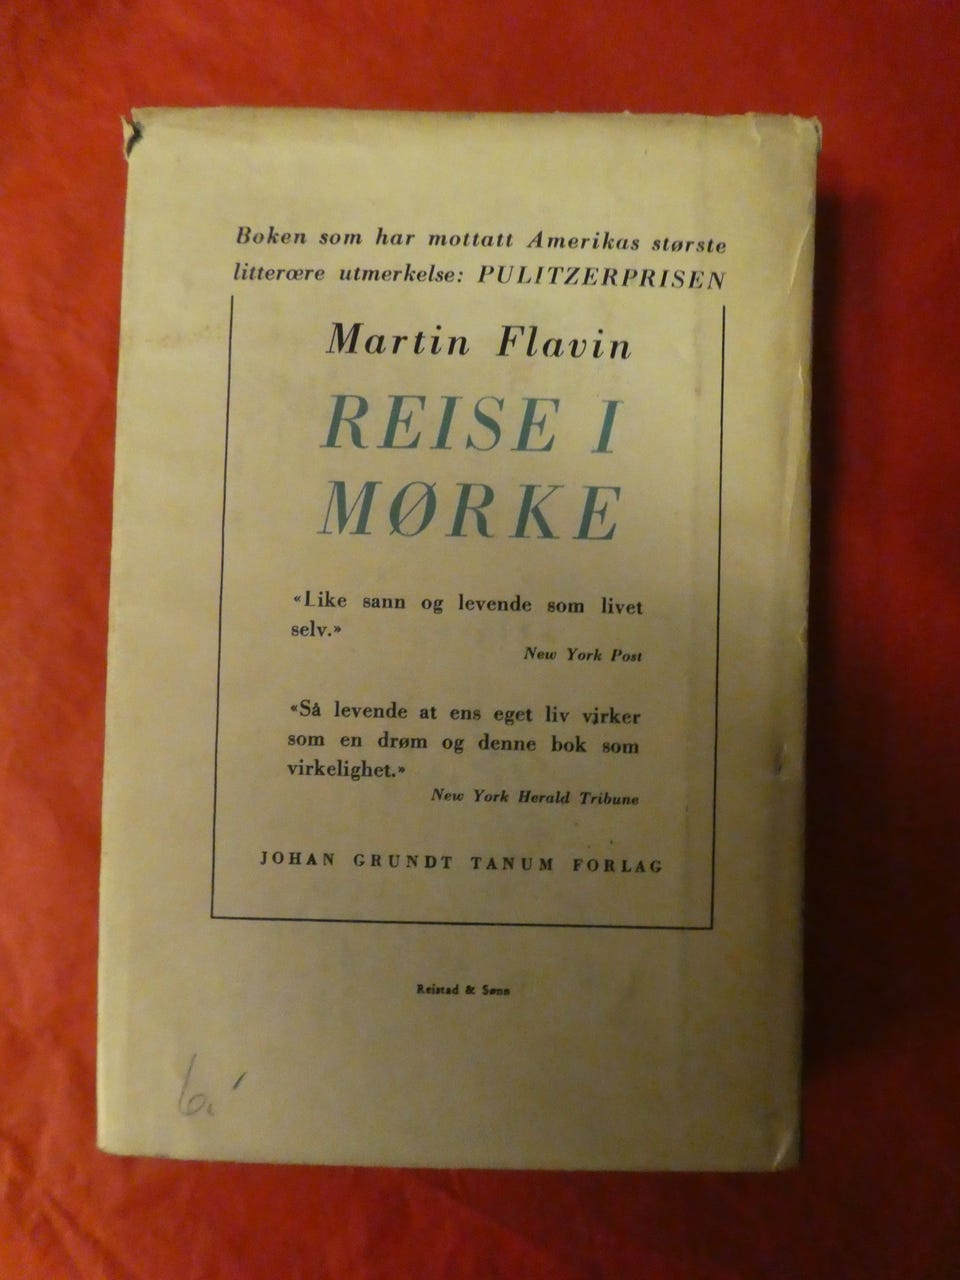 Boken som har mottatt Amerikas største
litterære utmerkelse: PULITZERPRISEN
Martin Flavin
REISE I
MØRKE
«Like sann og levende som livet
selv.»
New York Post
«Så levende at ens eget liv virker
som en drøm og denne bok som
virkelighet.»
New York Herald Tribune
JOHAN GRUNDT TANUM FORLAG
Reistad & Sønn
6.'